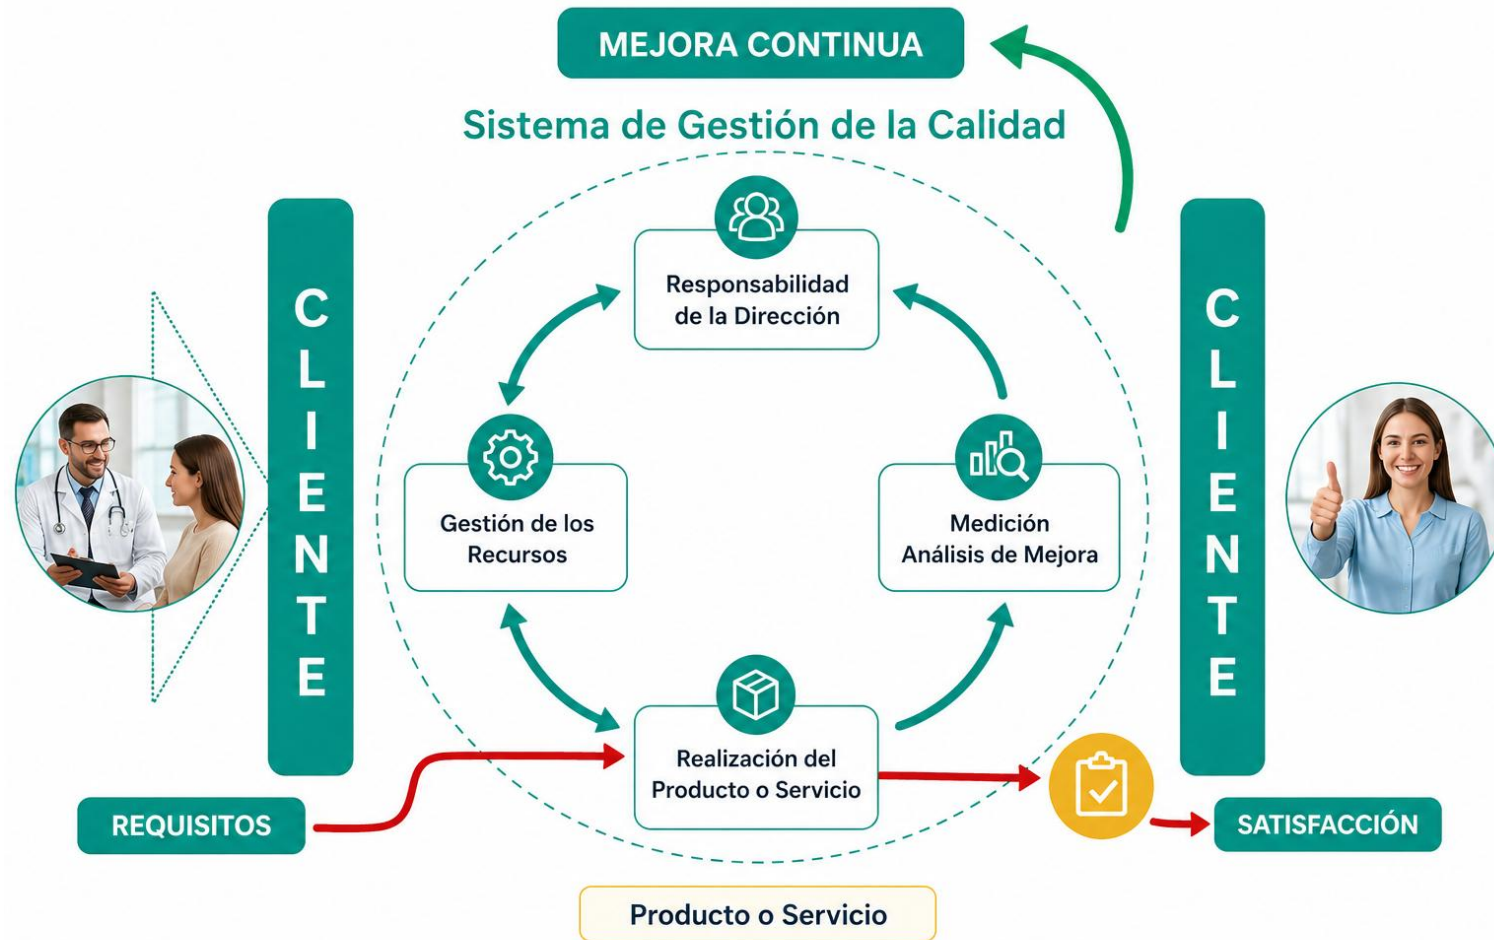 MEJORA CONTINUA
Sistema de Gestión de la Calidad
CLIENTE
Responsabilidad
de la Dirección
Gestión de los
Recursos
Medición
Análisis de Mejora
Realización del
Producto o Servicio
CLIENTE
REQUISITOS
SATISFACCIÓN
Producto o Servicio